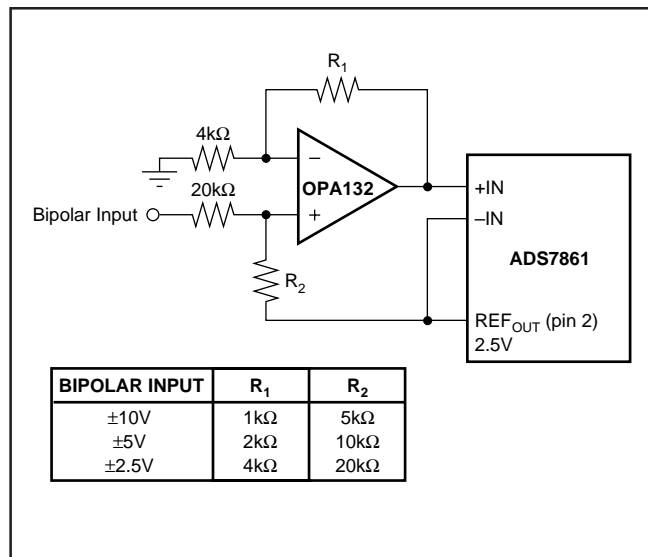 R1
4kΩ
−
OPA132
+IN
20kΩ
Bipolar Input
+
−IN
ADS7861
R2
REFOUT (pin 2)
2.5V
BIPOLAR INPUT R1 R2
±10V 1kΩ 5kΩ
±5V 2kΩ 10kΩ
±2.5V 4kΩ 20kΩ